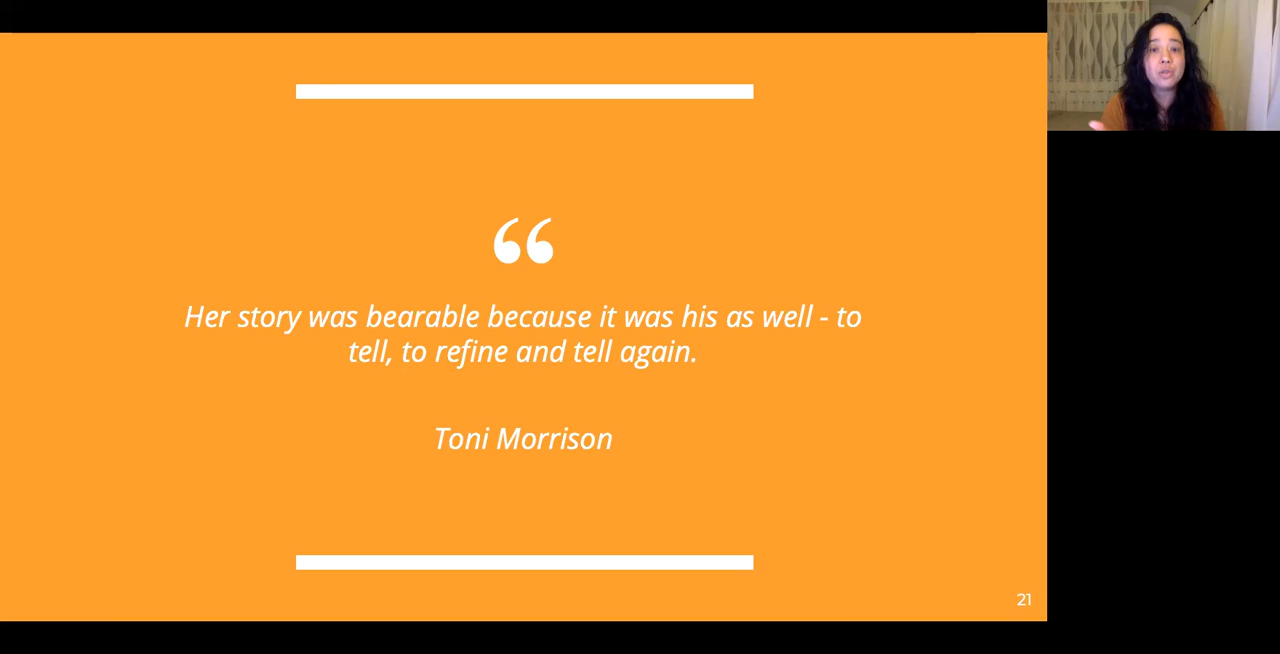 “
Her story was bearable because it was his as well - to
tell, to refine and tell again.
Toni Morrison
21